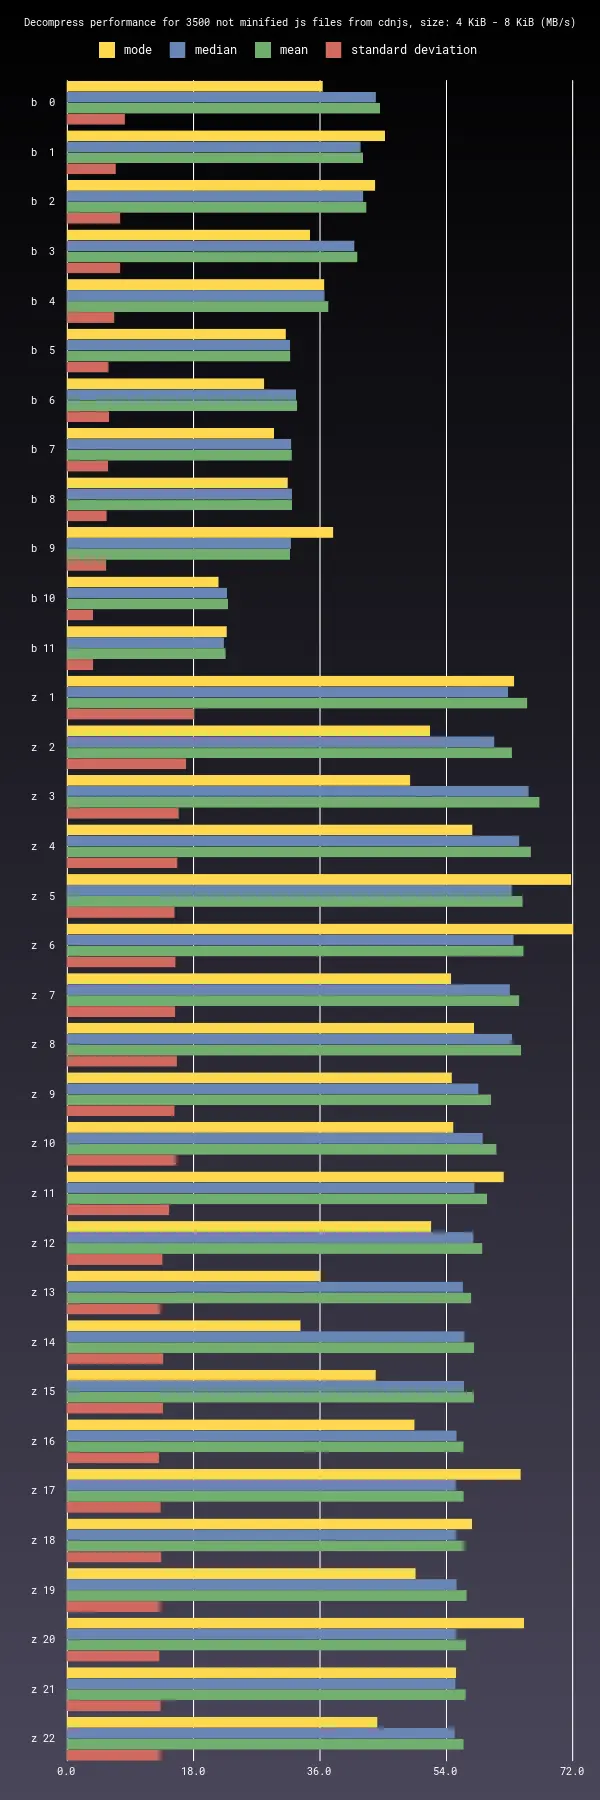 Decompress performance for 3500 not minified js files from cdnjs, size: 4 KiB - 8 KiB (MB/s)
mode median mean standard deviation
b 0
b 1
b 2
b 3
b 4
b 5
b 6
b 7
b 8
b 9
b 10
b 11
z 1
z 2
z 3
z 4
z 5
z 6
z 7
z 8
z 9
z 10
z 11
z 12
z 13
z 14
z 15
z 16
z 17
z 18
z 19
z 20
z 21
z 22
0.0 18.0 36.0 54.0 72.0